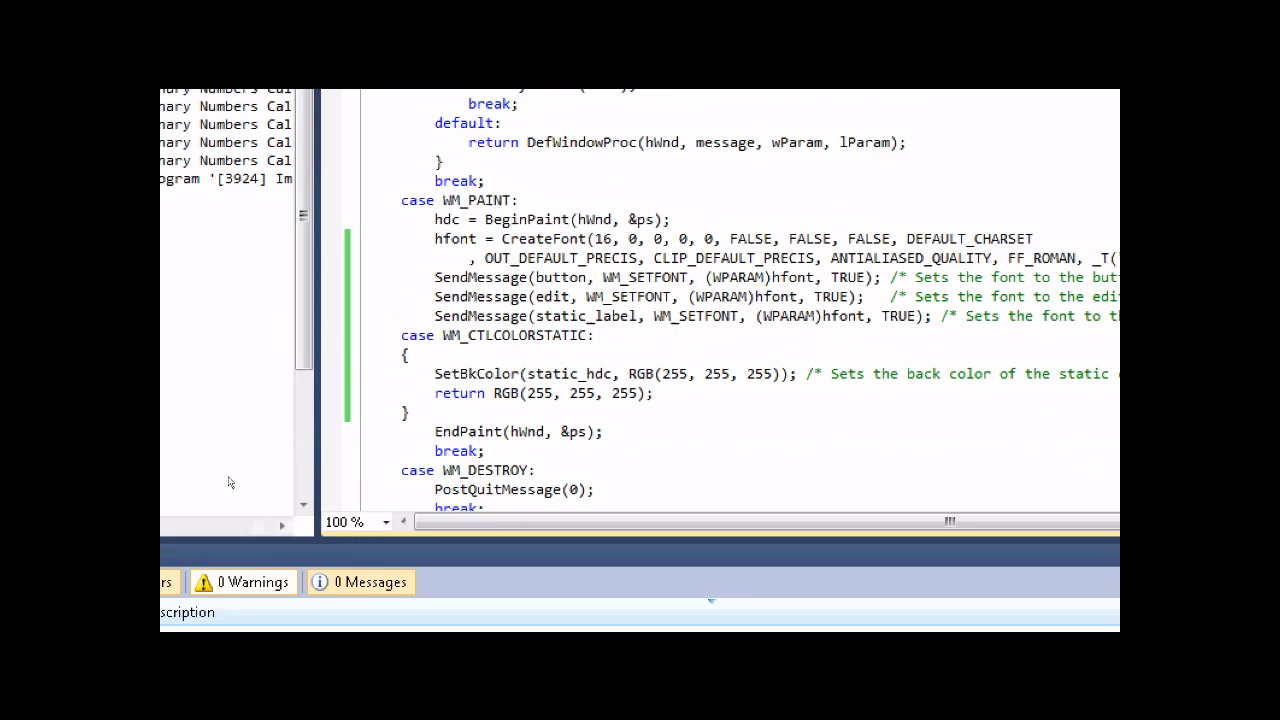 nary Numbers Cal
nary Numbers Cal
nary Numbers Cal
nary Numbers Cal
nary Numbers Cal
ogram '[3924] Im
break;
default:
return DefWindowProc(hWnd, message, wParam, lParam);
}
break;
case WM_PAINT:
hdc = BeginPaint(hWnd, &ps);
hfont = CreateFont(16, 0, 0, 0, 0, FALSE, FALSE, FALSE, DEFAULT_CHARSET
, OUT_DEFAULT_PRECIS, CLIP_DEFAULT_PRECIS, ANTIALIASED_QUALITY, FF_ROMAN, _T("
SendMessage(button, WM_SETFONT, (WPARAM)hfont, TRUE); /* Sets the font to the but
SendMessage(edit, WM_SETFONT, (WPARAM)hfont, TRUE); /* Sets the font to the edi
SendMessage(static_label, WM_SETFONT, (WPARAM)hfont, TRUE); /* Sets the font to th
case WM_CTLCOLORSTATIC:
{
SetBkColor(static_hdc, RGB(255, 255, 255)); /* Sets the back color of the static
return RGB(255, 255, 255);
}
EndPaint(hWnd, &ps);
break;
case WM_DESTROY:
PostQuitMessage(0);
break;
100 %
rs
0 Warnings
0 Messages
scription